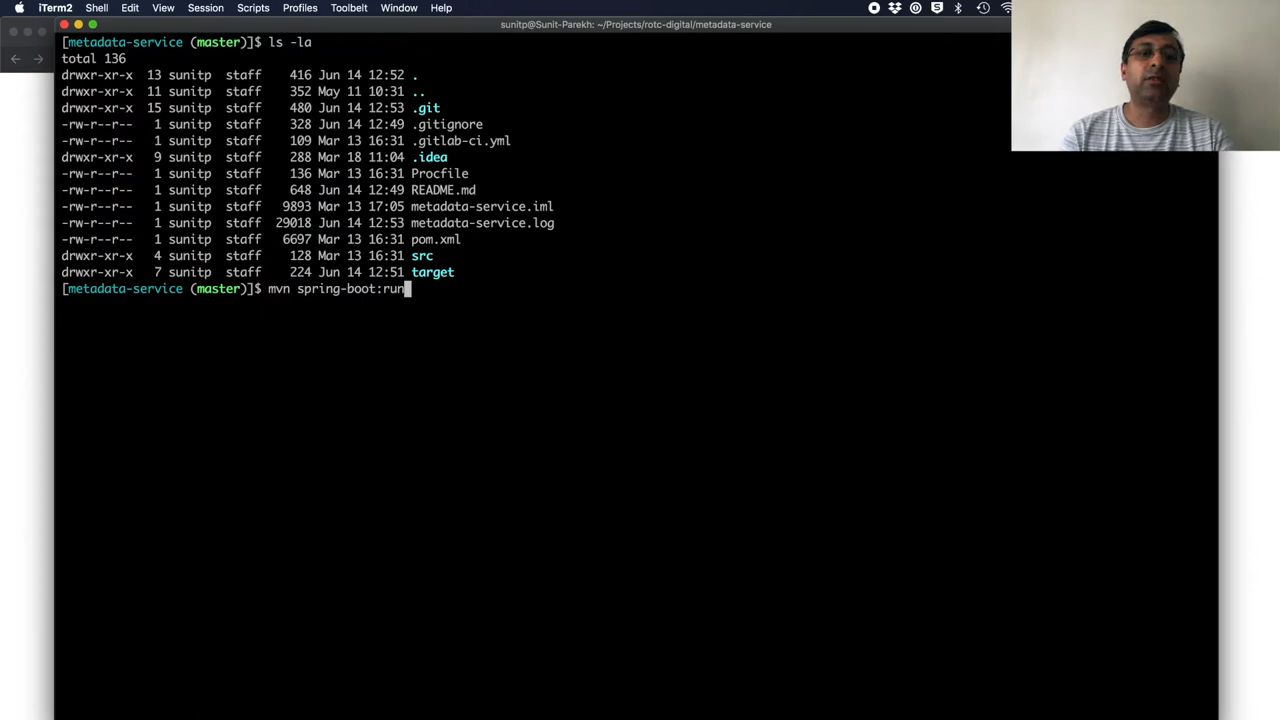 iTerm2 Shell Edit View Session Scripts Profiles Toolbelt Window Help
sunitp@Sunit-Parekh: ~/Projects/rotc-digital/metadata-service
[metadata-service (master)]$ ls -la
total 136
drwxr-xr-x 13 sunitp staff 416 Jun 14 12:52 .
drwxr-xr-x 11 sunitp staff 352 May 11 10:31 ..
drwxr-xr-x 15 sunitp staff 480 Jun 14 12:53 .git
-rw-r--r-- 1 sunitp staff 328 Jun 14 12:49 .gitignore
-rw-r--r-- 1 sunitp staff 109 Mar 13 16:31 .gitlab-ci.yml
drwxr-xr-x 9 sunitp staff 288 Mar 18 11:04 .idea
-rw-r--r-- 1 sunitp staff 136 Mar 13 16:31 Procfile
-rw-r--r-- 1 sunitp staff 648 Jun 14 12:49 README.md
-rw-r--r-- 1 sunitp staff 9893 Mar 13 17:05 metadata-service.iml
-rw-r--r-- 1 sunitp staff 29018 Jun 14 12:53 metadata-service.log
-rw-r--r-- 1 sunitp staff 6697 Mar 13 16:31 pom.xml
drwxr-xr-x 4 sunitp staff 128 Mar 13 16:31 src
drwxr-xr-x 7 sunitp staff 224 Jun 14 12:51 target
[metadata-service (master)]$ mvn spring-boot:run